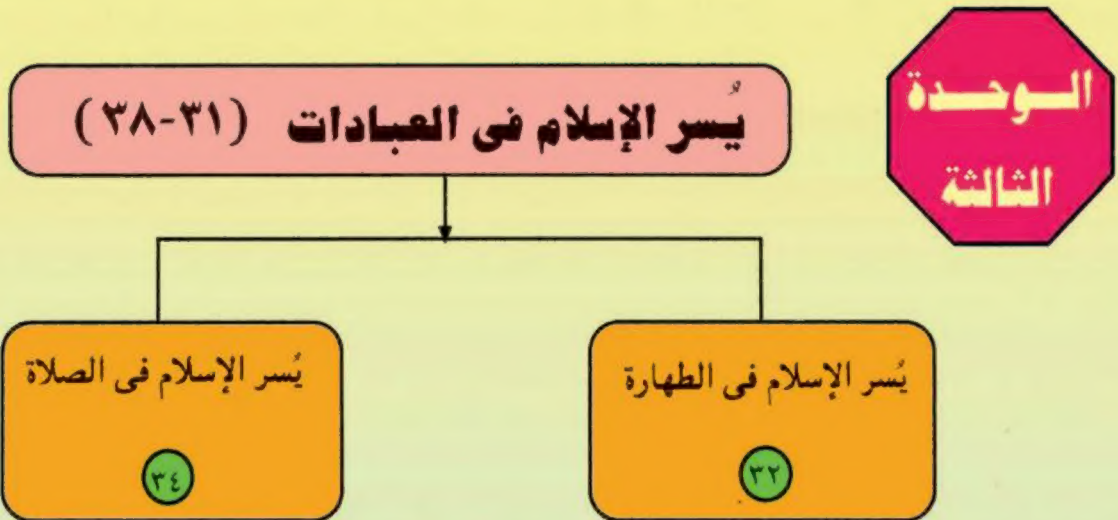 الوحدة
الثالثة
يُسر الإسلام فى العبادات (٣١-٣٨)
يُسر الإسلام فى الطهارة
٣٢
يُسر الإسلام فى الصلاة
٣٤